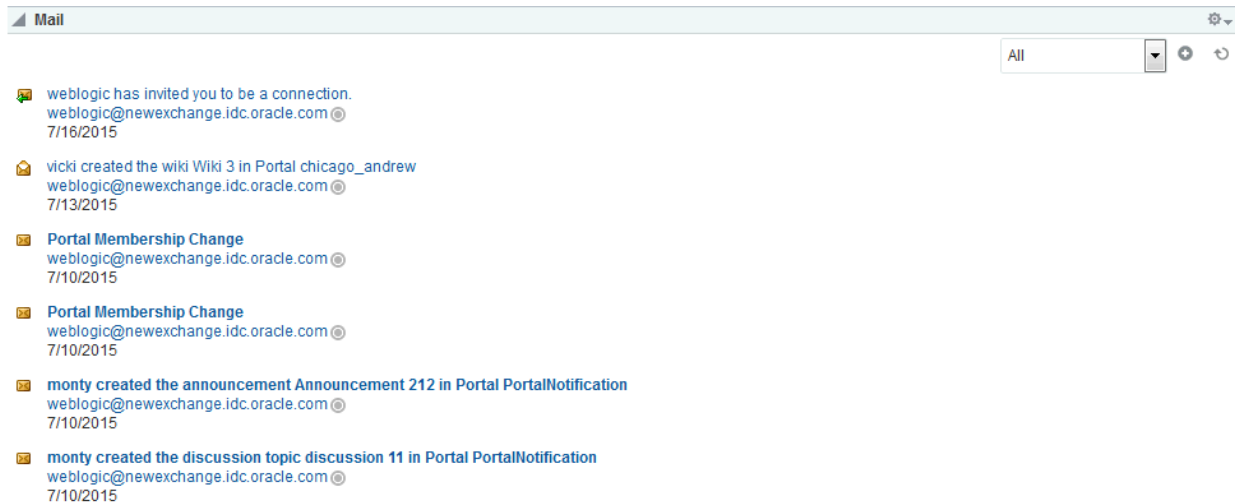 Mail
All
weblogic has invited you to be a connection.
weblogic@newexchange.idc.oracle.com
7/16/2015
vicki created the wiki Wiki 3 in Portal chicago_andrew
weblogic@newexchange.idc.oracle.com
7/13/2015
Portal Membership Change
weblogic@newexchange.idc.oracle.com
7/10/2015
Portal Membership Change
weblogic@newexchange.idc.oracle.com
7/10/2015
monty created the announcement Announcement 212 in Portal PortalNotification
weblogic@newexchange.idc.oracle.com
7/10/2015
monty created the discussion topic discussion 11 in Portal PortalNotification
weblogic@newexchange.idc.oracle.com
7/10/2015